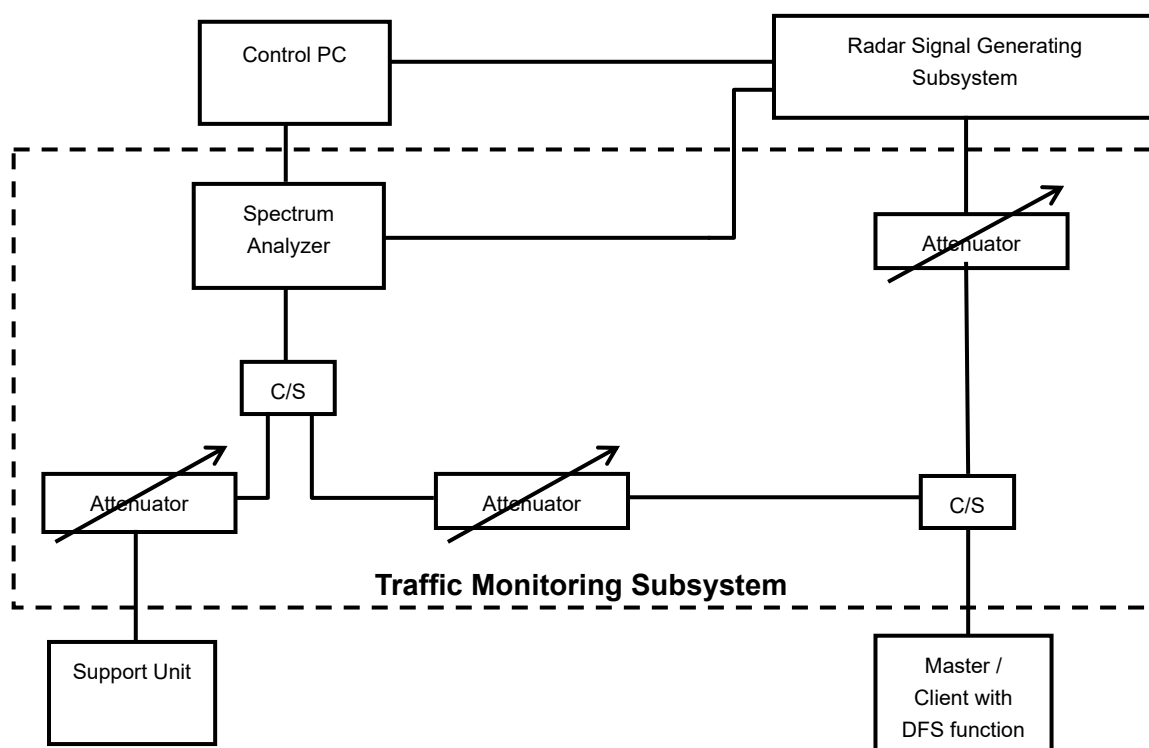 Control PC
Radar Signal Generating
Subsystem
Spectrum
Analyzer
Attenuator
C/S
Attenuator
Attenuator
C/S
Traffic Monitoring Subsystem
Support Unit
Master /
Client with
DFS function